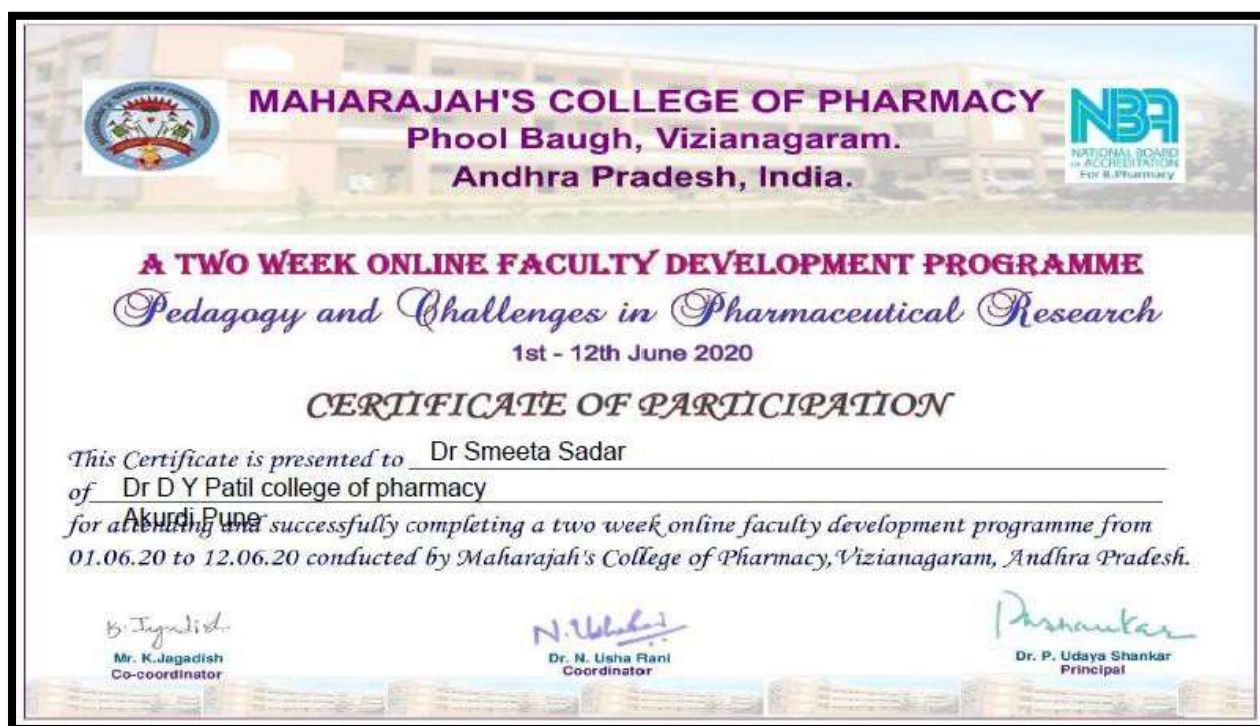 MAHARAJAH'S COLLEGE OF PHARMACY
Phool Baugh, Vizianagaram.
Andhra Pradesh, India.
NBA
NATIONAL BOARD
of ACCREDITATION
For B.Pharmacy
A TWO WEEK ONLINE FACULTY DEVELOPMENT PROGRAMME
Pedagogy and Challenges in Pharmaceutical Research
1st - 12th June 2020
CERTIFICATE OF PARTICIPATION
This Certificate is presented to Dr Smeeta Sadar
of Dr D Y Patil college of pharmacy
Akurdi Pune
for attending and successfully completing a two week online faculty development programme from
01.06.20 to 12.06.20 conducted by Maharajah's College of Pharmacy, Vizianagaram, Andhra Pradesh.
K. Jagadish
Mr. K.Jagadish
Co-coordinator
N. UshaRani
Dr. N. Usha Rani
Coordinator
Dr. P. Udaya Shankar
Principal